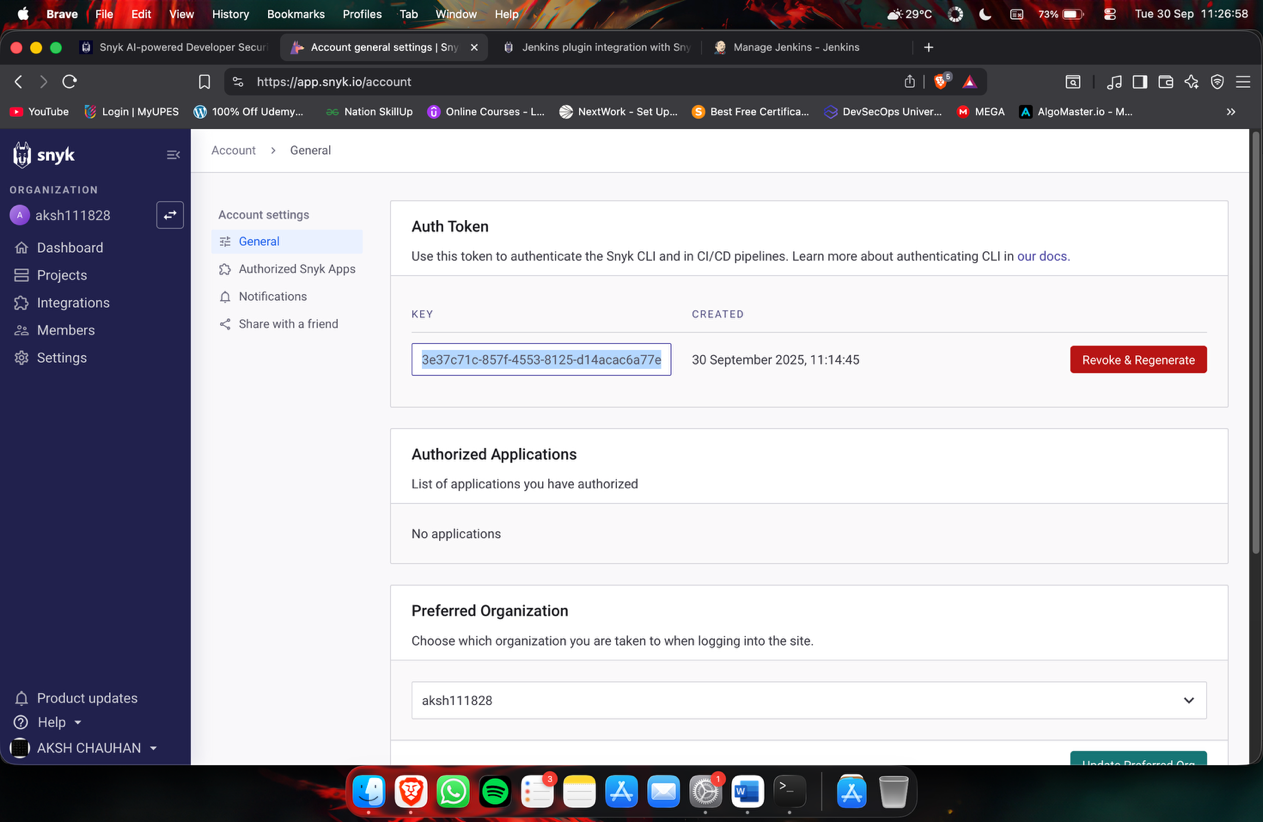 Brave File Edit View History Bookmarks Profiles Tab Window Help 29°C 73% Tue 30 Sep 11:26:58
Snyk AI-powered Developer Securi Account general settings | Sny Jenkins plugin integration with Sny Manage Jenkins - Jenkins
https://app.snyk.io/account 5
YouTube Login | MyUPES 100% Off Udemy... Nation SkillUp Online Courses - L... NextWork - Set Up... Best Free Certifica... DevSecOps Univer... MEGA AlgoMaster.io - M...
snyk
ORGANIZATION
A aksh111828
Dashboard
Projects
Integrations
Members
Settings
Product updates
Help
AKSH CHAUHAN
Account > General
Account settings
General
Authorized Snyk Apps
Notifications
Share with a friend
Auth Token
Use this token to authenticate the Snyk CLI and in CI/CD pipelines. Learn more about authenticating CLI in our docs.
KEY CREATED
3e37c71c-857f-4553-8125-d14acac6a77e 30 September 2025, 11:14:45 Revoke & Regenerate
Authorized Applications
List of applications you have authorized
No applications
Preferred Organization
Choose which organization you are taken to when logging into the site.
aksh111828
Update Preferred Org
3 1